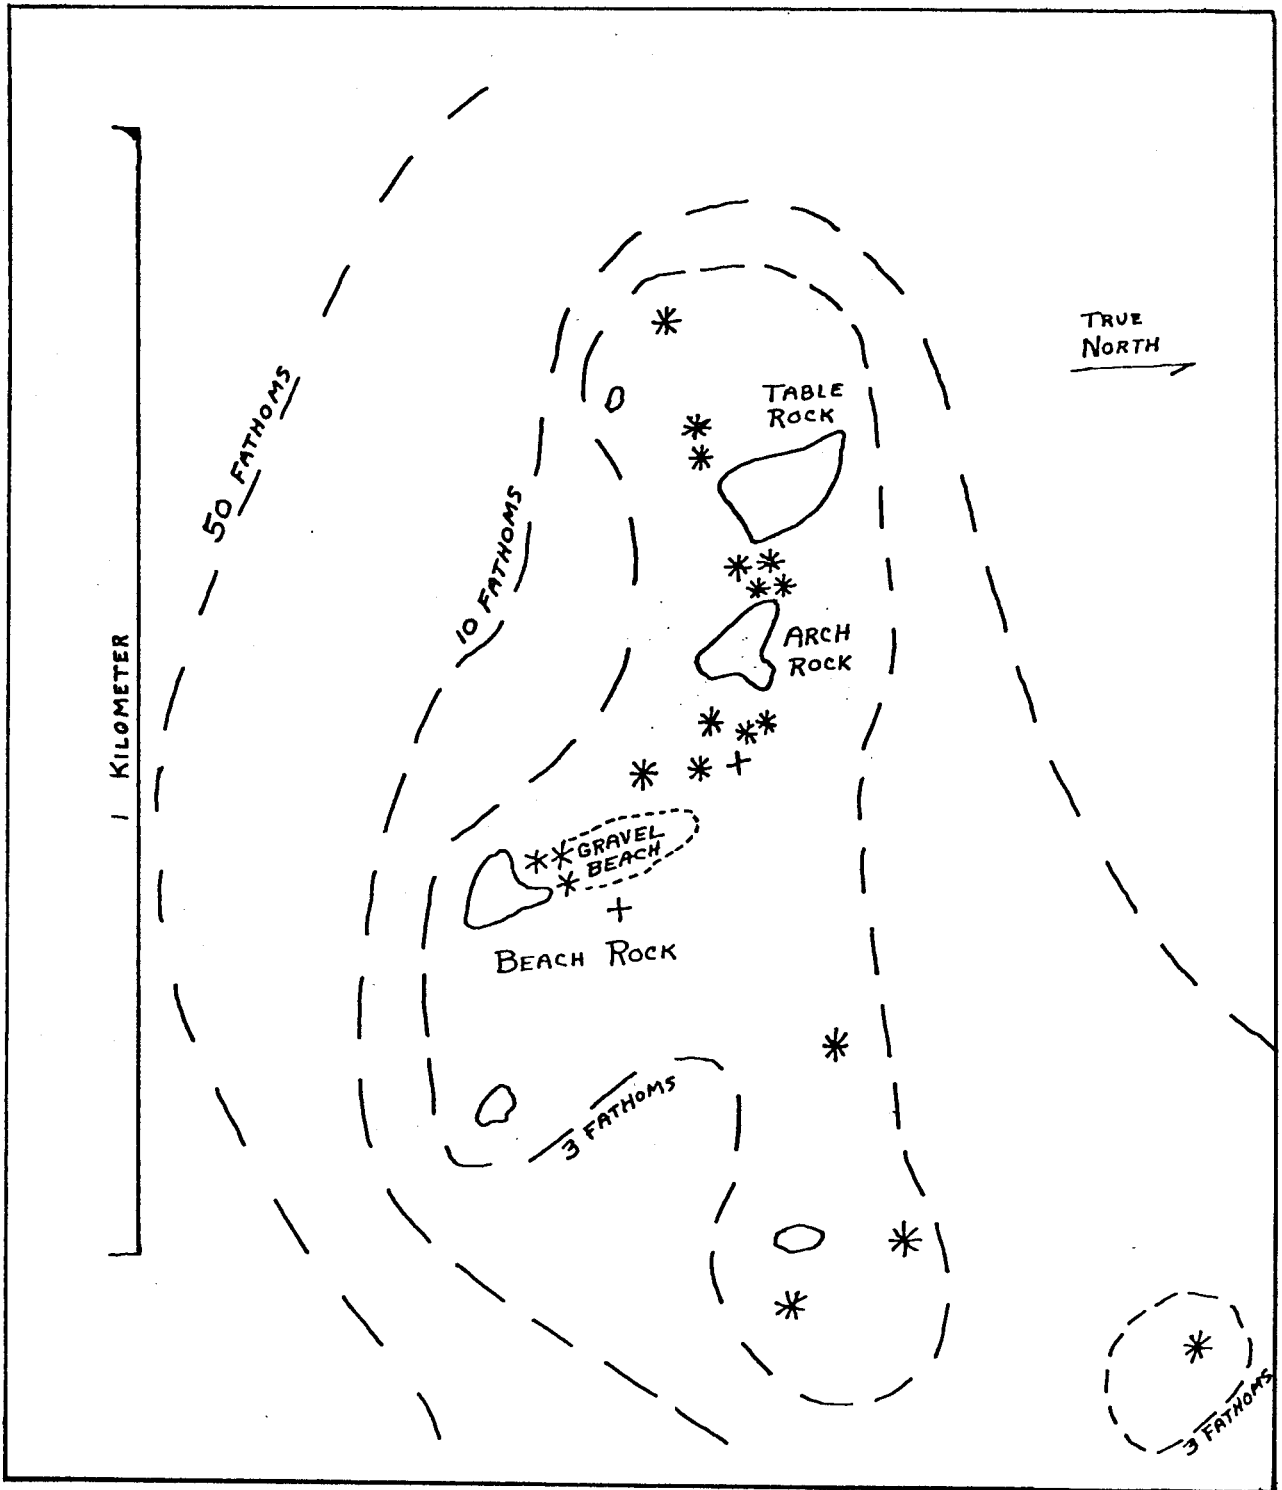 TRUE
NORTH
50 FATHOMS
TABLE
ROCK
10 FATHOMS
ARCH
ROCK
1 KILOMETER
GRAVEL
BEACH
BEACH ROCK
3 FATHOMS
3 FATHOMS